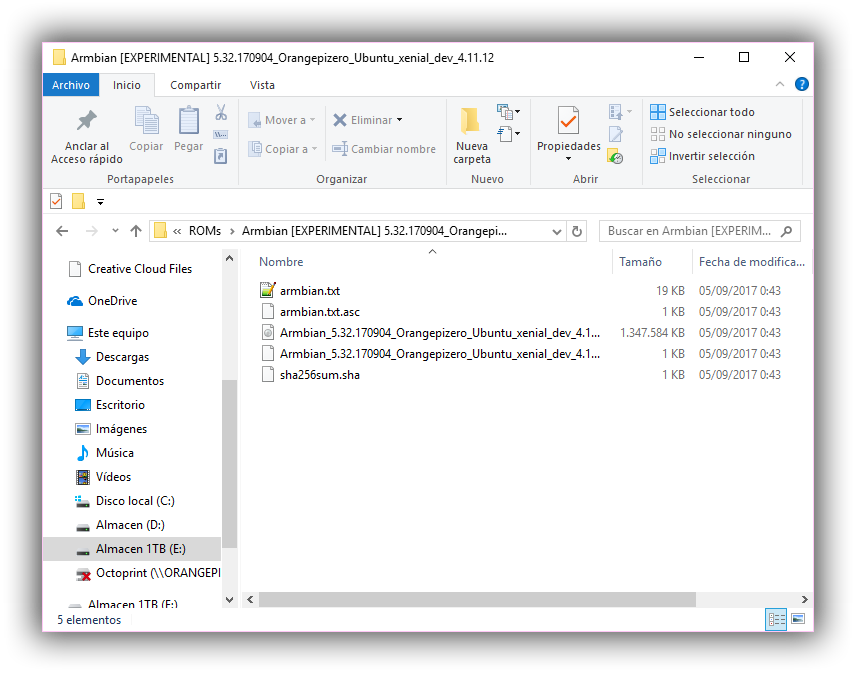 Armbian [EXPERIMENTAL] 5.32.170904_Orangepizero_Ubuntu_xenial_dev_4.11.12
Archivo Inicio Compartir Vista
Anclar al Acceso rápido
Copiar
Pegar
Portapapeles
Mover a
Copiar a
Eliminar
Cambiar nombre
Organizar
Nueva carpeta
Nuevo
Propiedades
Abrir
Seleccionar todo
No seleccionar ninguno
Invertir selección
Seleccionar
« ROMs > Armbian [EXPERIMENTAL] 5.32.170904_Orangepi...
Buscar en Armbian [EXPERIM...
Creative Cloud Files
OneDrive
Este equipo
Descargas
Documentos
Escritorio
Imágenes
Música
Vídeos
Disco local (C:)
Almacen (D:)
Almacen 1TB (E:)
Octoprint (\\ORANGEPI
Almacen 1TB (E:)
Nombre Tamaño Fecha de modifica...
armbian.txt 19 KB 05/09/2017 0:43
armbian.txt.asc 1 KB 05/09/2017 0:43
Armbian_5.32.170904_Orangepizero_Ubuntu_xenial_dev_4.1... 1.347.584 KB 05/09/2017 0:43
Armbian_5.32.170904_Orangepizero_Ubuntu_xenial_dev_4.1... 1 KB 05/09/2017 0:43
sha256sum.sha 1 KB 05/09/2017 0:43
5 elementos